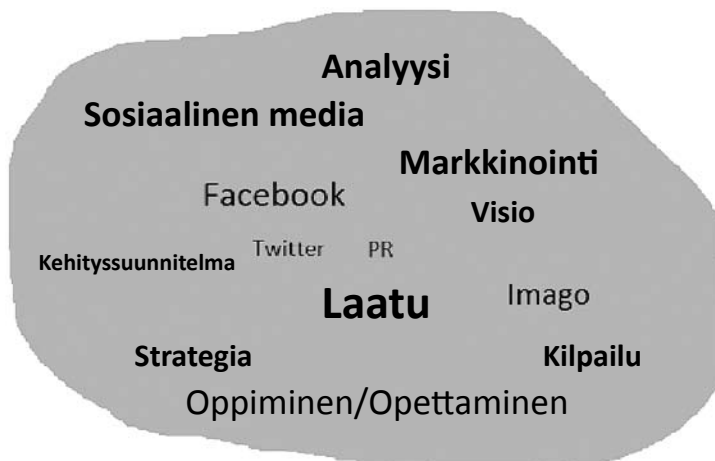 Analyysi
Sosiaalinen media
Markkinointi
Facebook
Visio
Twitter PR
Kehityssuunnitelma
Laatu
Imago
Strategia
Kilpailu
Oppiminen/Opettaminen